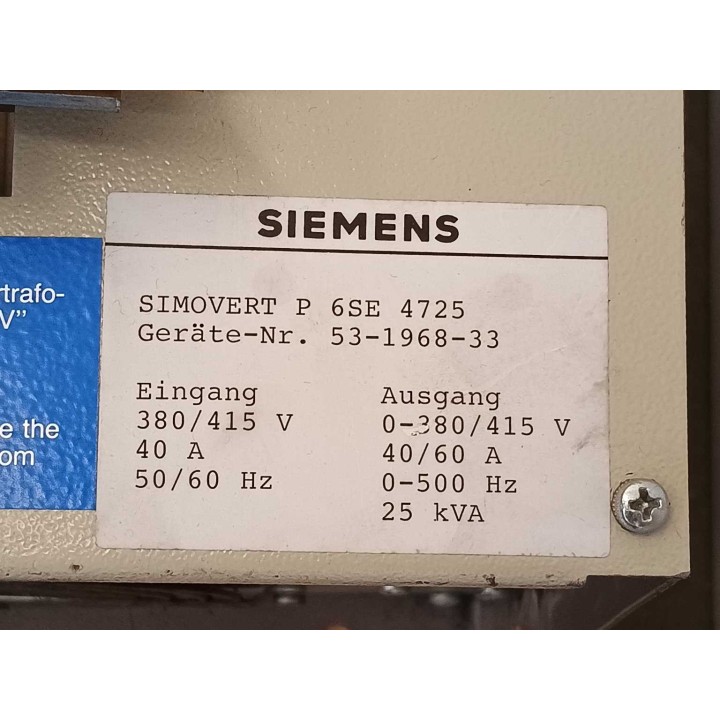 SIEMENS
SIMOVERT P 6SE 4725
Geräte-Nr. 53-1968-33
Eingang
380/415 V
40 A
50/60 Hz
Ausgang
0-380/415 V
40/60 A
0-500 Hz
25 kVA
rtrafo-
V"
e the
om